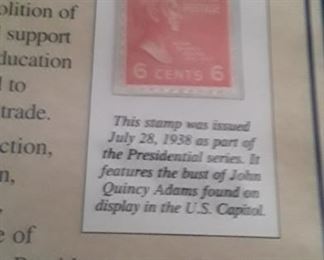 olition of
support
ducation
to
trade.
ction,
n,
e of
POSTAGE
6 CENTS 6
This stamp was issued
July 28, 1938 as part of
the Presidential series. It
features the bust of John
Quincy Adams found on
display in the U.S. Capitol.